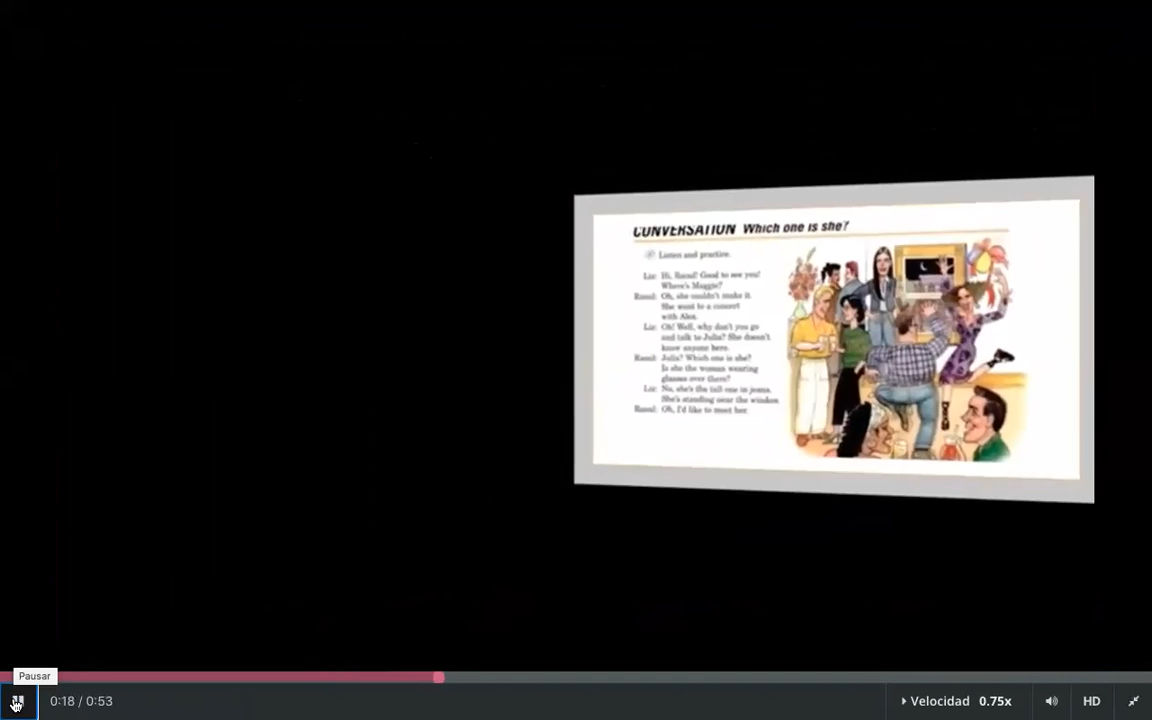 CONVERSATION Which one is she?
Listen and practice.
Liz: Hi, Raoul! Good to see you!
Where's Maggie?
Raoul: Oh, she couldn't make it.
She went to a concert
with Alex.
Liz: Oh! Well, why don't you go
and talk to Julia? She doesn't
know anyone here.
Raoul: Julia? Which one is she?
Is she the woman wearing
glasses over there?
Liz: No, she's the tall one in jeans.
She's standing near the window.
Raoul: Oh, I'd like to meet her.
Pausar
0:18 / 0:53
Velocidad 0.75x
HD